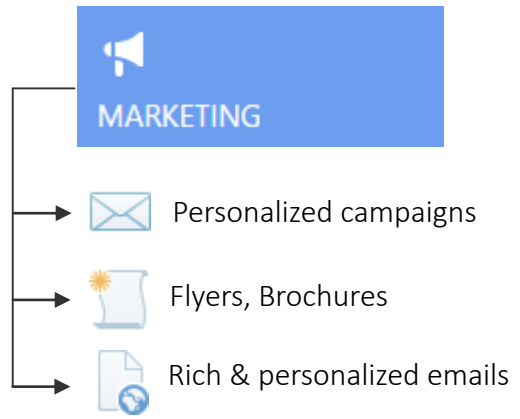 MARKETING
Personalized campaigns
Flyers, Brochures
Rich & personalized emails